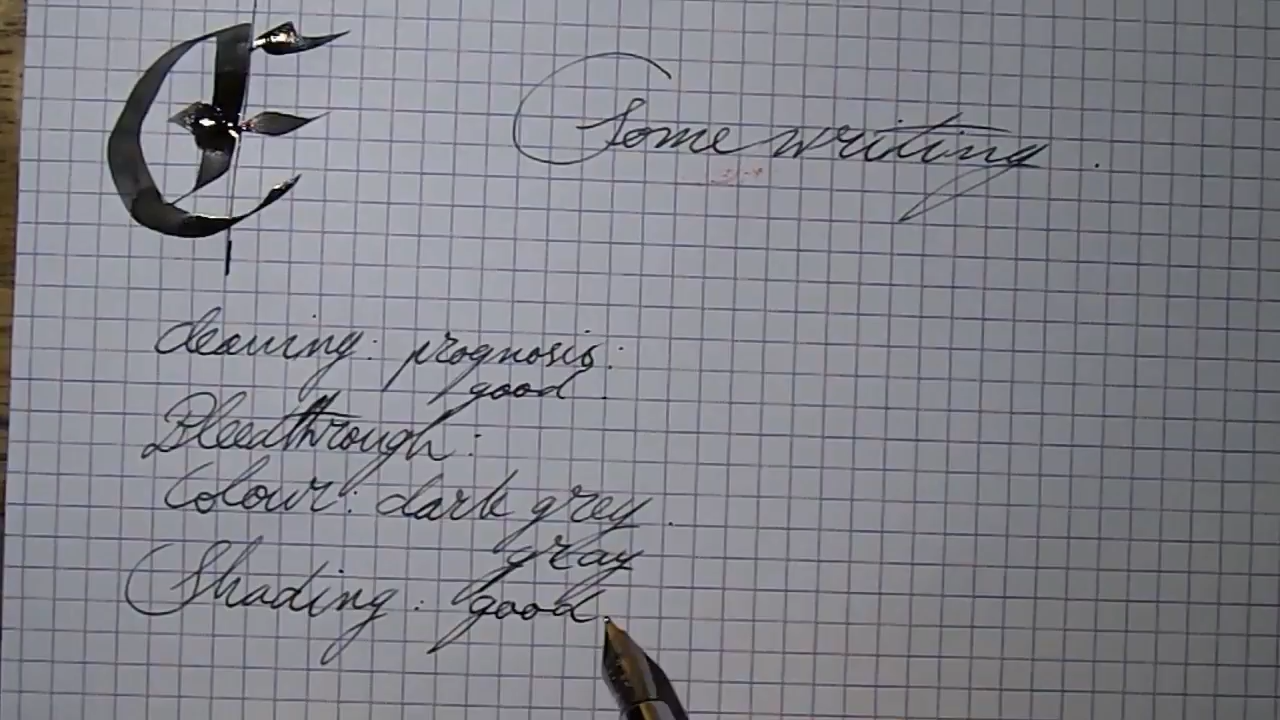 E
Some writing.
Cleaning: prognosis:
good.
Bleedthrough:
Colour: dark grey.
gray
Shading: good.